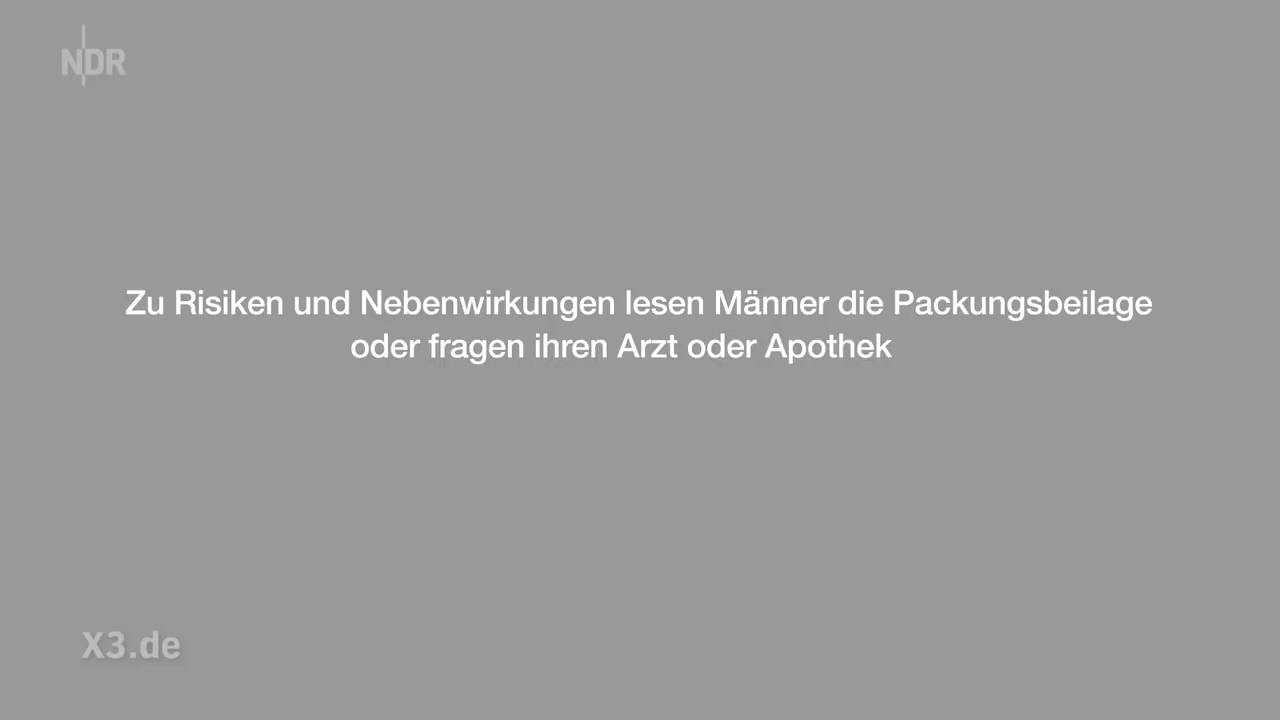 NDR
Zu Risiken und Nebenwirkungen lesen Männer die Packungsbeilage
oder fragen ihren Arzt oder Apothek
X3.de